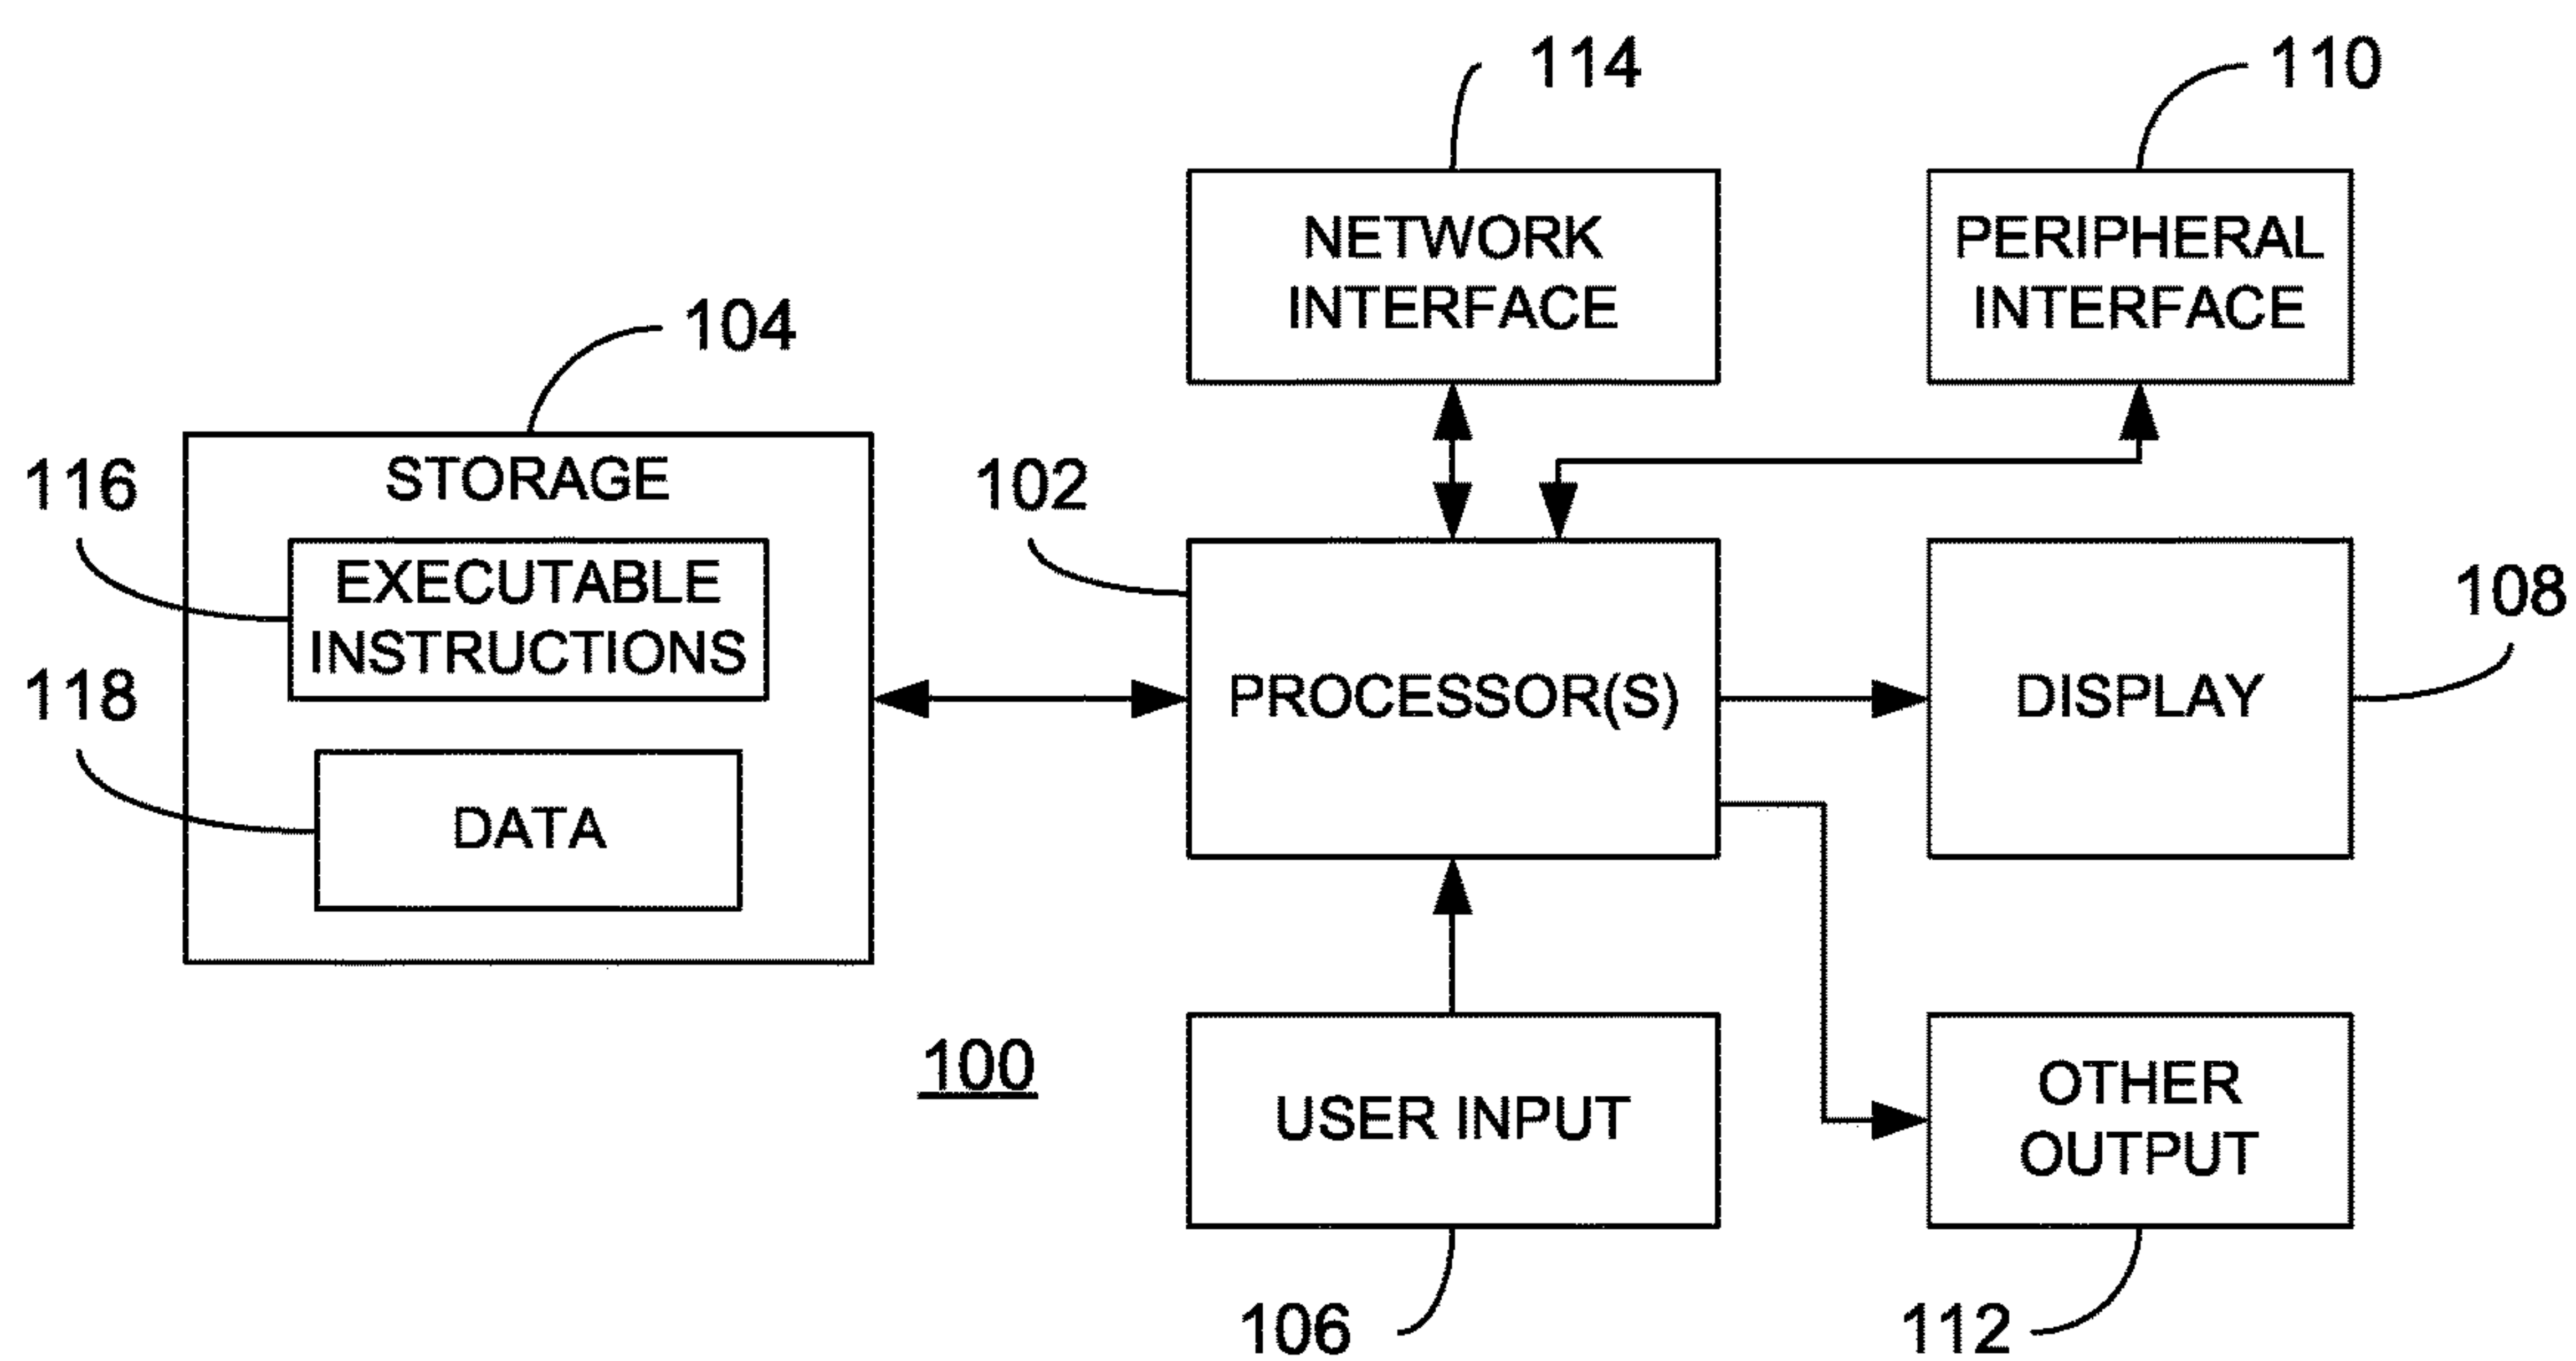 114
110
NETWORK
INTERFACE
PERIPHERAL
INTERFACE
104
STORAGE
116
EXECUTABLE
INSTRUCTIONS
118
DATA
102
PROCESSOR(S)
DISPLAY
108
100
USER INPUT
OTHER
OUTPUT
106
112